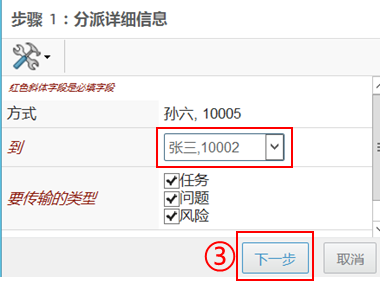 步骤 1：分派详细信息
红色斜体字段是必填字段
方式 孙六, 10005
到 张三,10002
要传输的类型 任务
问题
风险
③ 下一步 取消